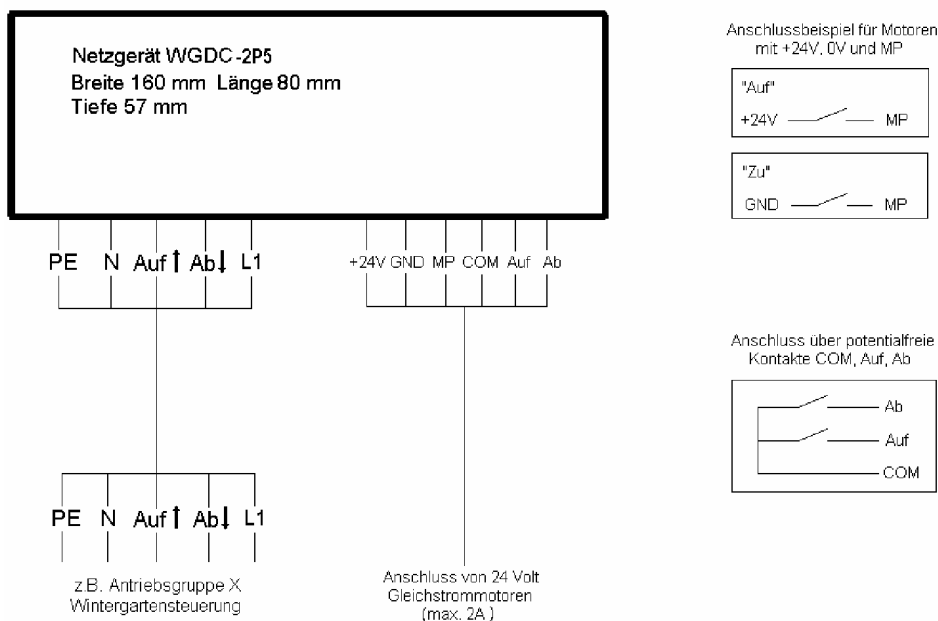 Netzgerät WGDC-2P5
Breite 160 mm Länge 80 mm
Tiefe 57 mm
PE N Auf ↑ Ab ↓ L1
+24V GND MP COM Auf Ab
PE N Auf ↑ Ab ↓ L1
z.B. Antriebsgruppe X
Wintergartensteuerung
Anschluss von 24 Volt
Gleichstrommotoren
(max. 2A )
Anschlussbeispiel für Motoren
mit +24V, 0V und MP
"Auf"
+24V MP
"Zu"
GND MP
Anschluss über potentialfreie
Kontakte COM, Auf, Ab
Ab
Auf
COM